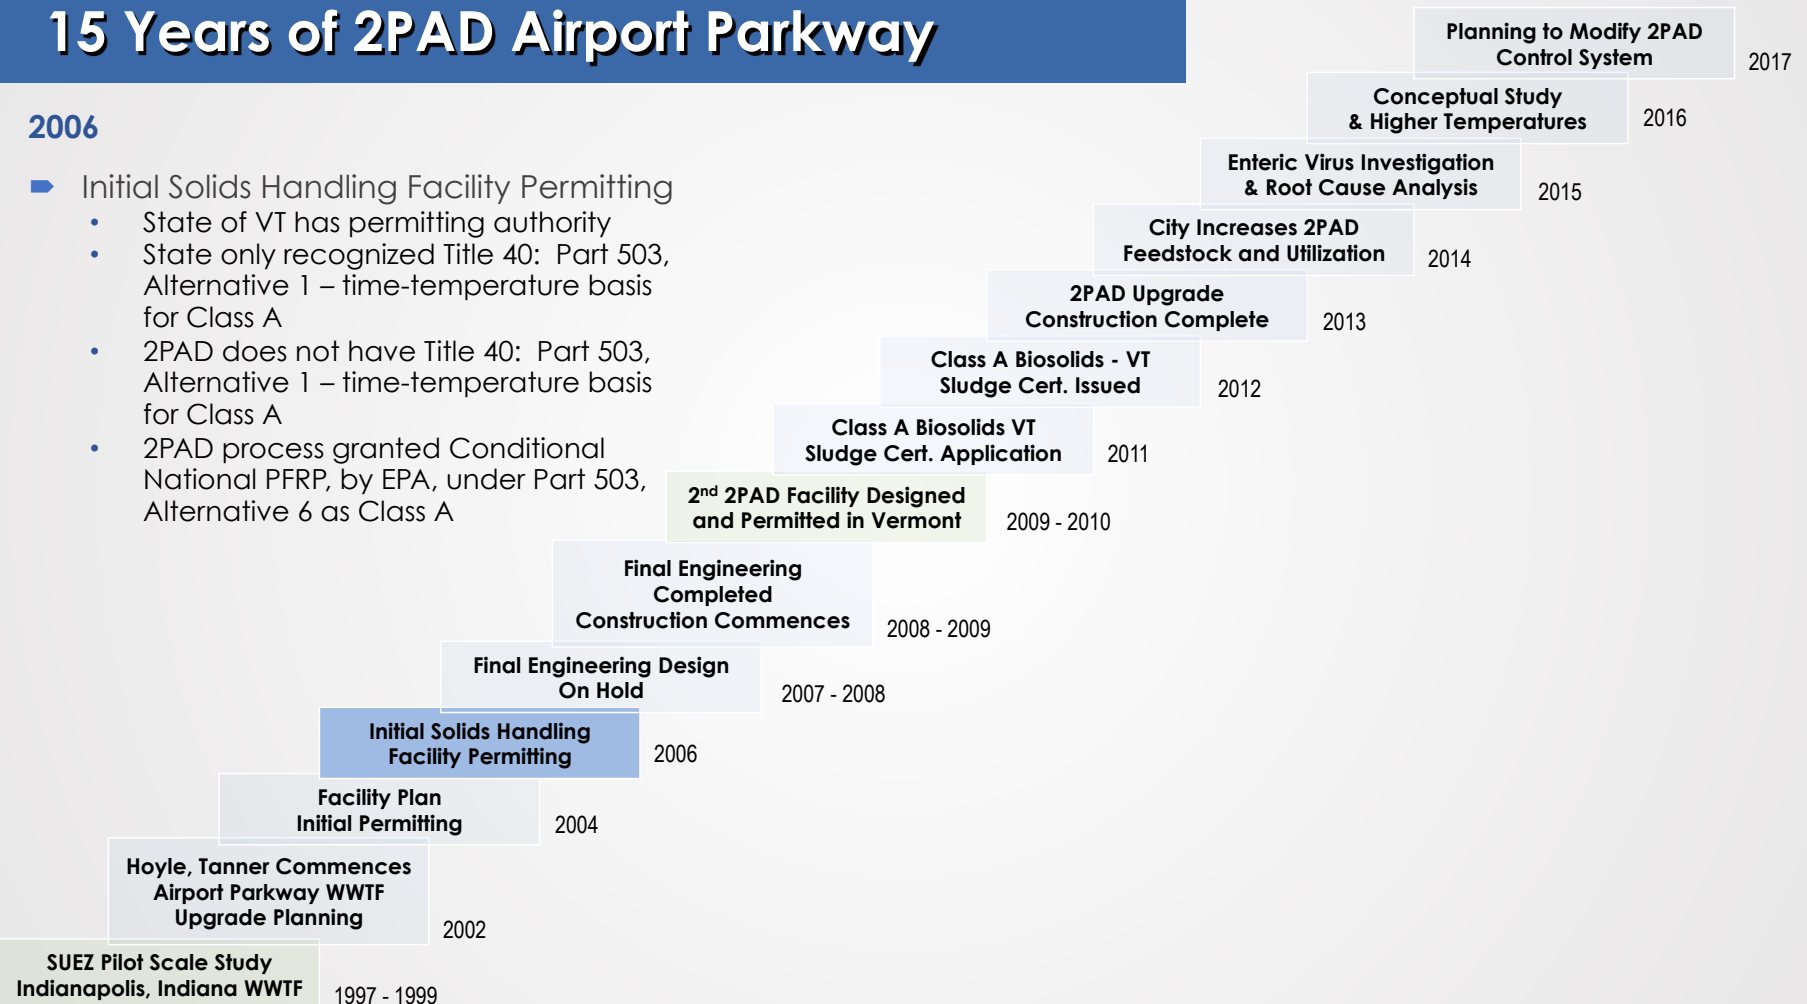 15 Years of 2PAD Airport Parkway
2006
Initial Solids Handling Facility Permitting
• State of VT has permitting authority
• State only recognized Title 40: Part 503,
Alternative 1 – time-temperature basis
for Class A
• 2PAD does not have Title 40: Part 503,
Alternative 1 – time-temperature basis
for Class A
• 2PAD process granted Conditional
National PFRP, by EPA, under Part 503,
Alternative 6 as Class A
Planning to Modify 2PAD
Control System
2017
Conceptual Study
& Higher Temperatures
2016
Enteric Virus Investigation
& Root Cause Analysis
2015
City Increases 2PAD
Feedstock and Utilization
2014
2PAD Upgrade
Construction Complete
2013
Class A Biosolids - VT
Sludge Cert. Issued
2012
Class A Biosolids VT
Sludge Cert. Application
2011
2nd 2PAD Facility Designed
and Permitted in Vermont
2009 - 2010
Final Engineering
Completed
Construction Commences
2008 - 2009
Final Engineering Design
On Hold
2007 - 2008
Initial Solids Handling
Facility Permitting
2006
Facility Plan
Initial Permitting
2004
Hoyle, Tanner Commences
Airport Parkway WWTF
Upgrade Planning
2002
SUEZ Pilot Scale Study
Indianapolis, Indiana WWTF
1997 - 1999